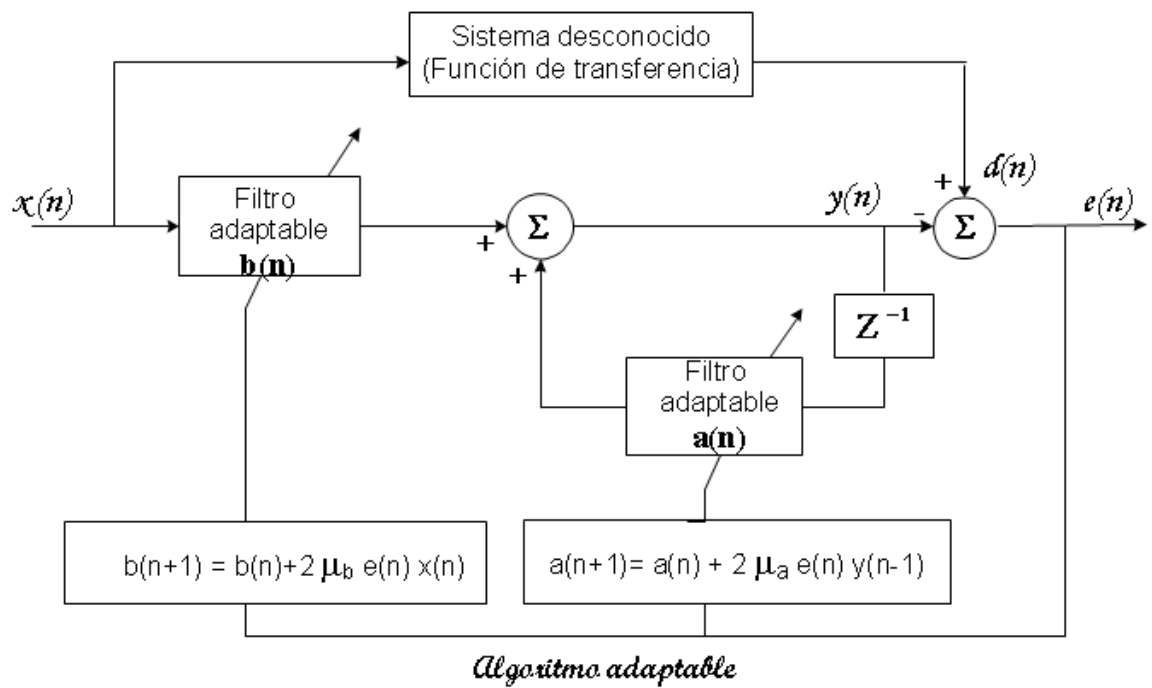 Sistema desconocido
(Función de transferencia)
x(n)
Filtro
adaptable
b(n)
+
+
Σ
y(n)
-
+
d(n)
Σ
e(n)
Z⁻¹
Filtro
adaptable
a(n)
b(n+1) = b(n)+2 μb e(n) x(n)
a(n+1)= a(n) + 2 μa e(n) y(n-1)
Algoritmo adaptable